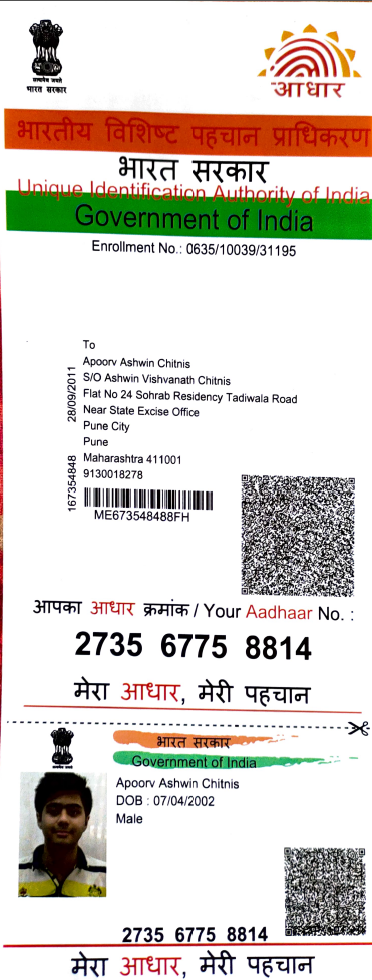 सत्यमेव जयते
भारत सरकार
आधार
भारतीय विशिष्ट पहचान प्राधिकरण
भारत सरकार
Unique Identification Authority of India
Government of India
Enrollment No.: 0635/10039/31195
To
Apoorv Ashwin Chitnis
S/O Ashwin Vishvanath Chitnis
Flat No 24 Sohrab Residency Tadiwala Road
Near State Excise Office
Pune City
Pune
Maharashtra 411001
9130018278
28/09/2011
167354848
ME673548488FH
आपका आधार क्रमांक / Your Aadhaar No. :
2735 6775 8814
मेरा आधार, मेरी पहचान
भारत सरकार
Government of India
Apoorv Ashwin Chitnis
DOB : 07/04/2002
Male
2735 6775 8814
मेरा आधार, मेरी पहचान